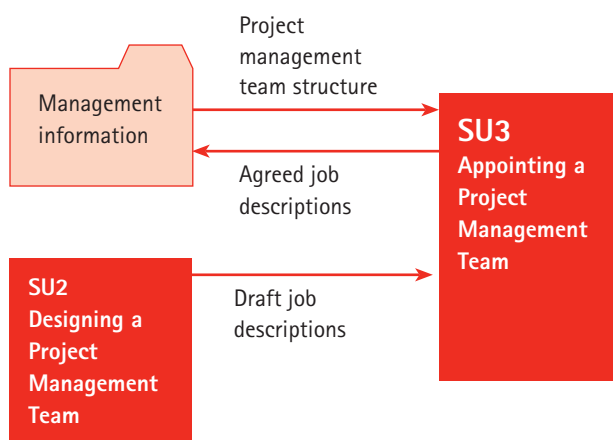 Project
management
team structure
Management
information
SU3
Appointing a
Project
Management
Team
Agreed job
descriptions
SU2
Designing a
Project
Management
Team
Draft job
descriptions